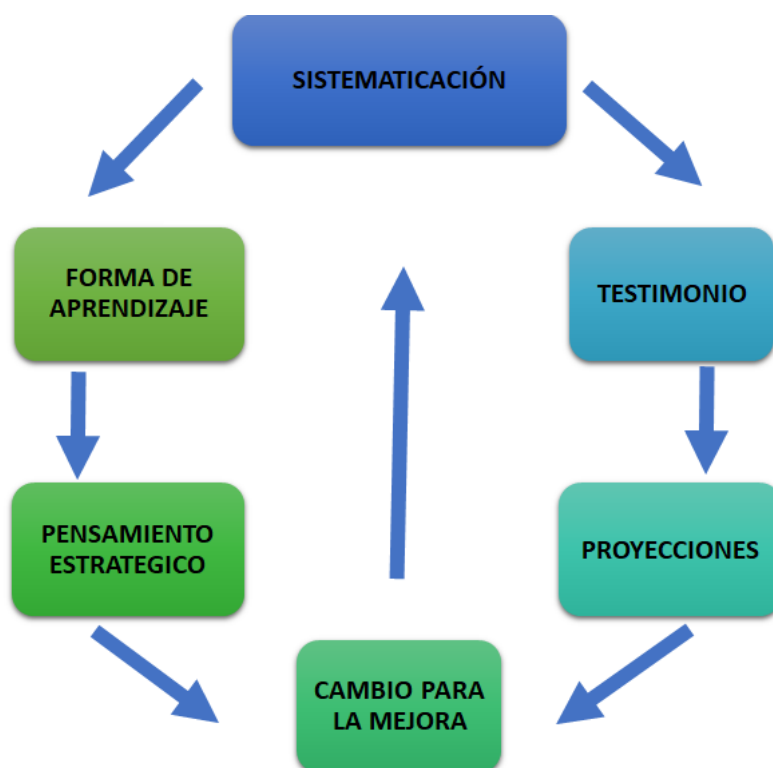 SISTEMATICACIÓN
FORMA DE
APRENDIZAJE
TESTIMONIO
PENSAMIENTO
ESTRATEGICO
PROYECCIONES
CAMBIO PARA
LA MEJORA